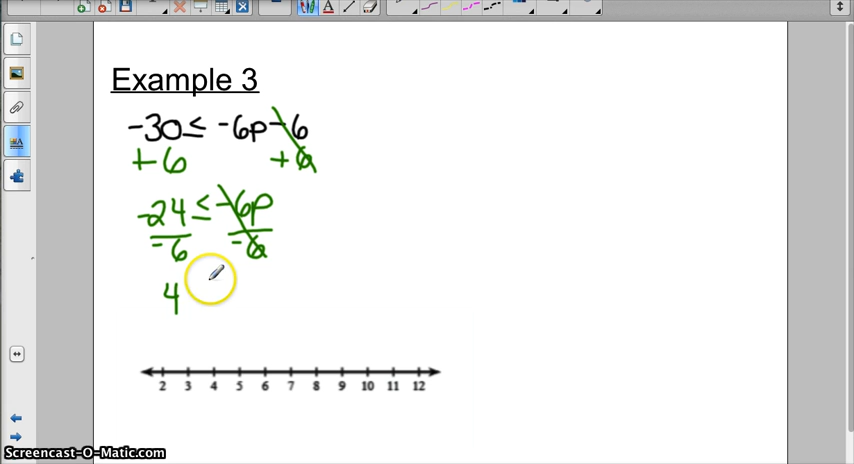 Example 3
-30 ≤ -6p - 6
+6 +6
-24 ≤ -6p
-6 -6
4
2 3 4 5 6 7 8 9 10 11 12
Screencast-O-Matic.com